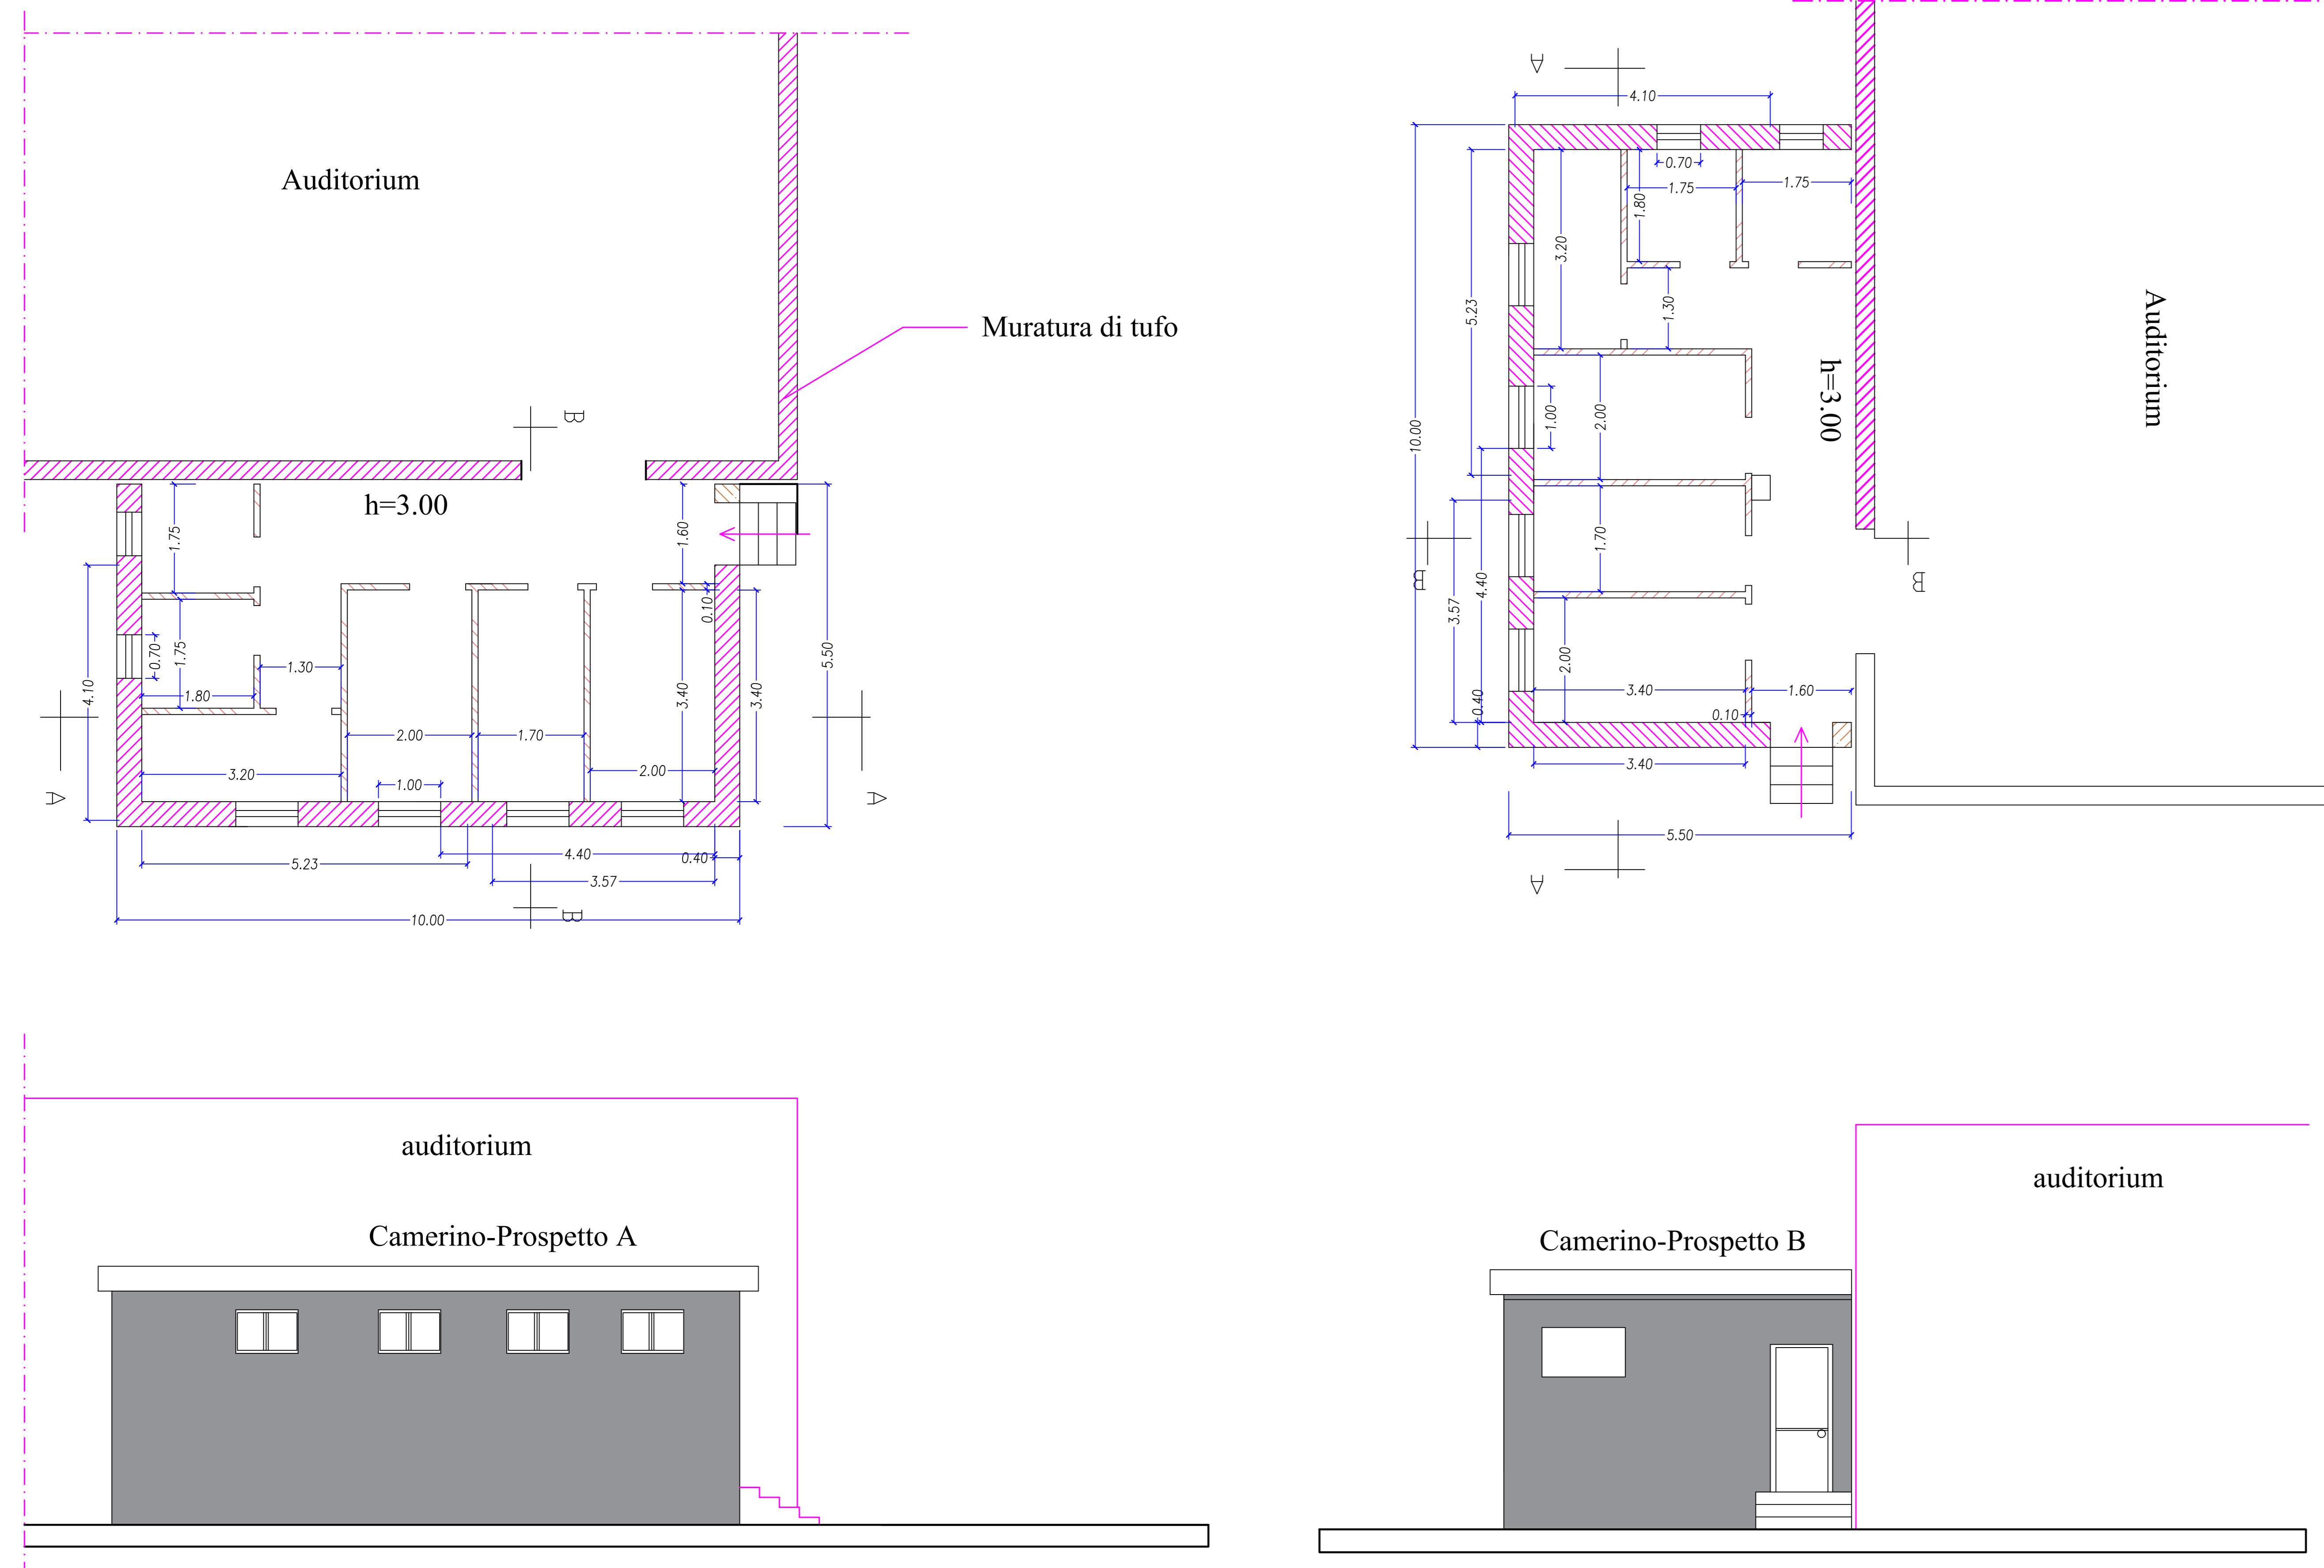 Auditorium
Muratura di tufo
B
h=3.00
1.75
1.60
0.10
0.70
1.75
1.30
4.10
1.80
3.40
3.40
5.50
2.00
1.70
2.00
3.20
1.00
A
A
5.23
4.40
0.40
3.57
10.00
B
A
4.10
0.70
1.75
1.75
1.80
3.20
1.30
5.23
Auditorium
h=3.00
10.00
1.00
2.00
1.70
B
B
4.40
3.57
2.00
0.40
3.40
1.60
0.10
3.40
5.50
A
auditorium
Camerino-Prospetto A
auditorium
Camerino-Prospetto B